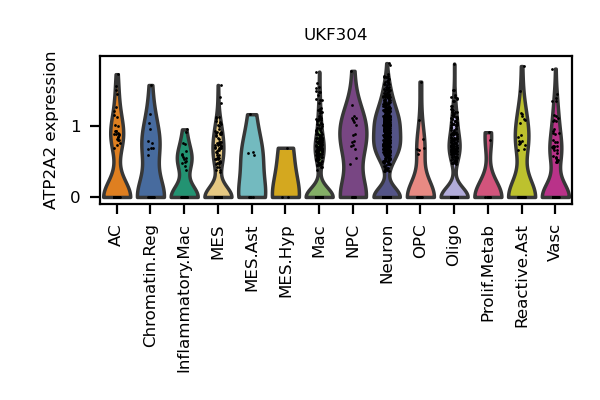 UKF304
ATP2A2 expression
1
0
AC
Chromatin.Reg
Inflammatory.Mac
MES
MES.Ast
MES.Hyp
Mac
NPC
Neuron
OPC
Oligo
Prolif.Metab
Reactive.Ast
Vasc